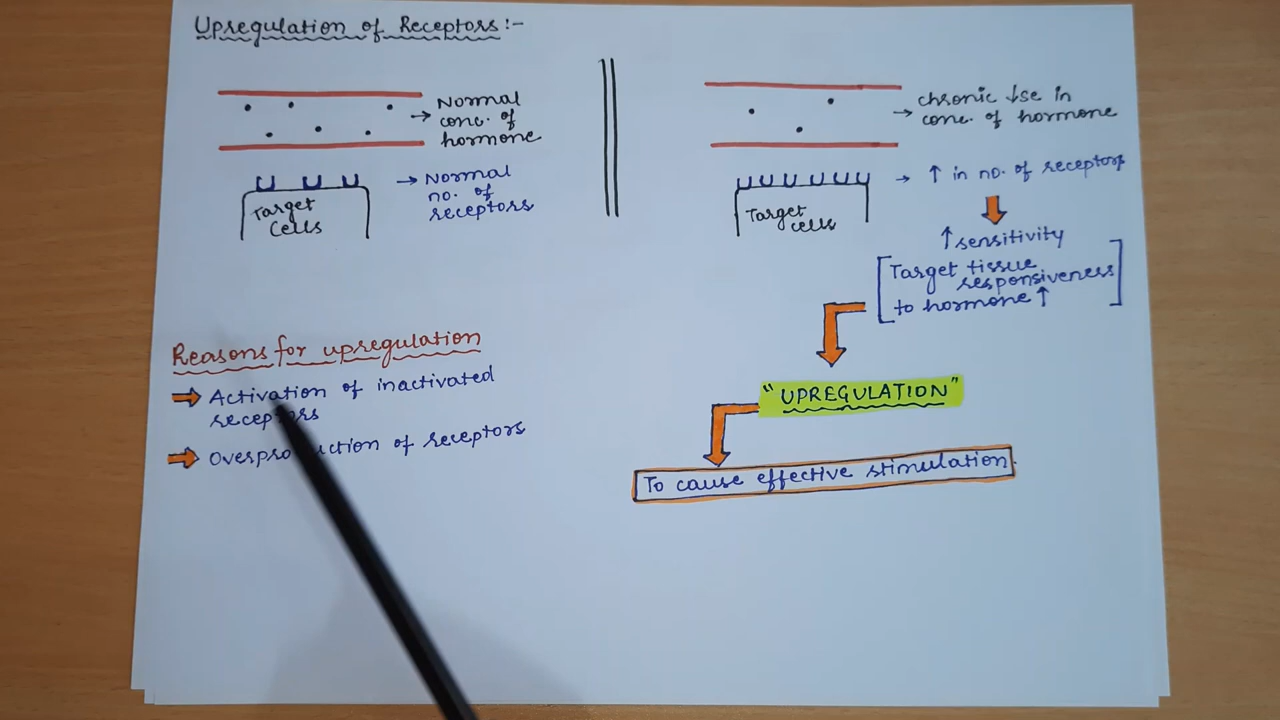 Upregulation of Receptors:-
→ Normal
conc. of
hormone
→ Normal
no. of
receptors
Target
Cells
→ chronic ↓se in
conc. of hormone
→ ↑ in no. of receptors
Target
cells
↑ sensitivity
[Target tissue
responsiveness
to hormone ↑]
"UPREGULATION"
To cause effective stimulation.
Reasons for upregulation
⇒ Activation of inactivated
receptors
⇒ Overproduction of receptors